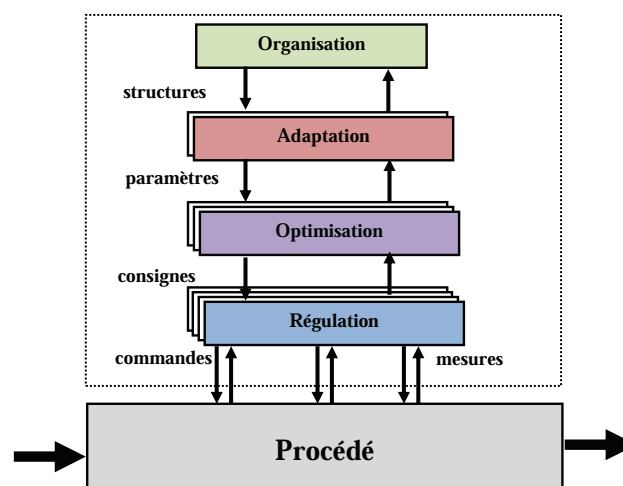 Organisation
structures
Adaptation
paramètres
Optimisation
consignes
Régulation
commandes
mesures
Procédé